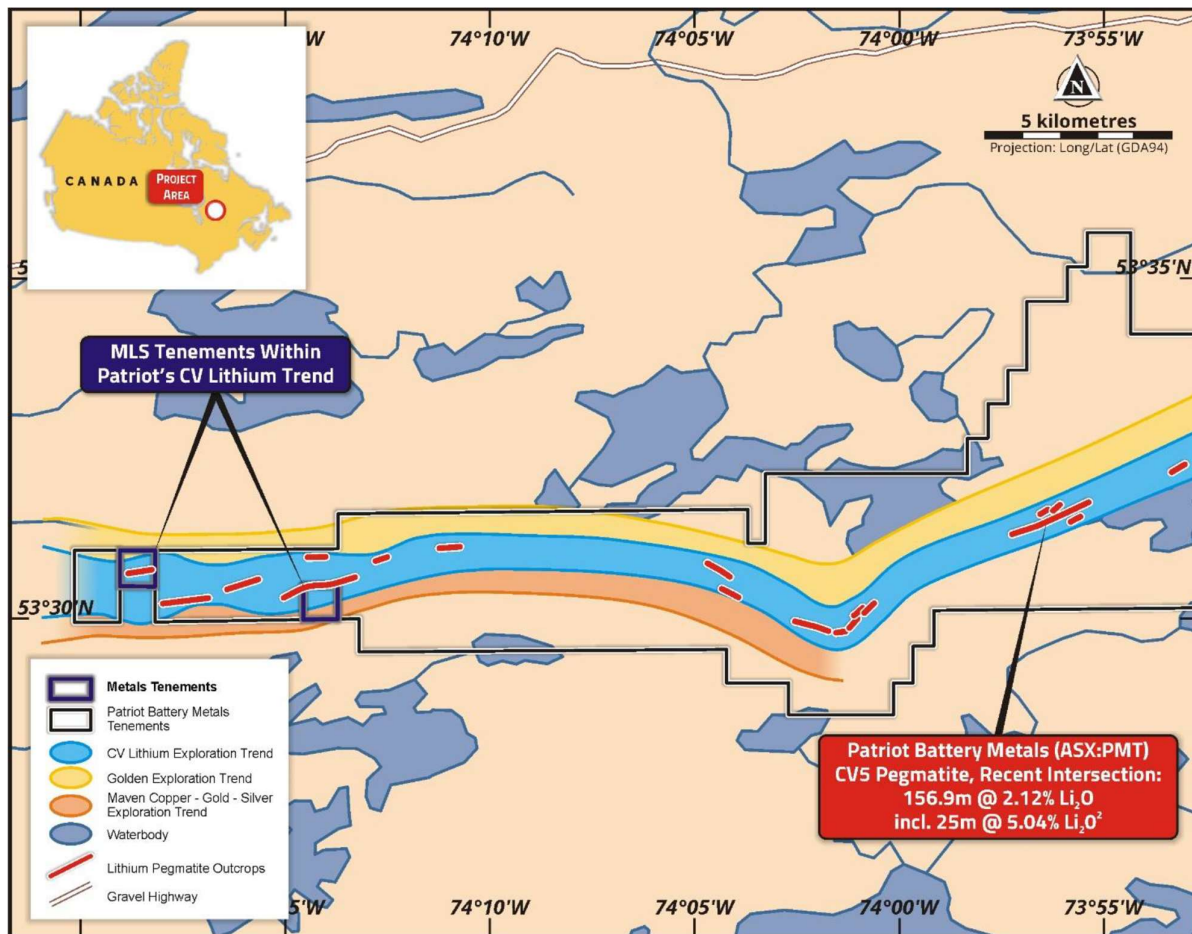 74°10'W
74°05'W
74°00'W
73°55'W
CANADA
PROJECT
AREA
N
5 kilometres
Projection: Long/Lat (GDA94)
53°35'N
MLS Tenements Within
Patriot's CV Lithium Trend
53°30'N
Metals Tenements
Patriot Battery Metals
Tenements
CV Lithium Exploration Trend
Golden Exploration Trend
Maven Copper - Gold - Silver
Exploration Trend
Waterbody
Lithium Pegmatite Outcrops
Gravel Highway
Patriot Battery Metals (ASX:PMT)
CV5 Pegmatite, Recent Intersection:
156.9m @ 2.12% Li₂O
incl. 25m @ 5.04% Li₂O²
74°10'W
74°05'W
74°00'W
73°55'W